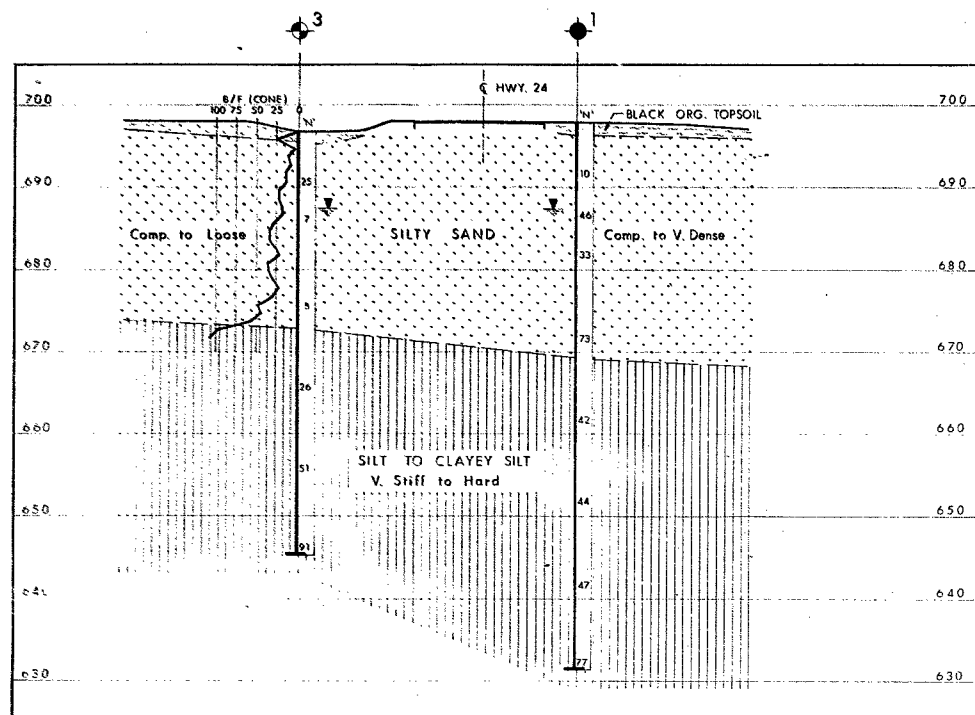 3 1
℄ HWY. 24
B/F (CONE)
100 75 50 25 0
700 'N' 'N' BLACK ORG. TOPSOIL 700
25 10
690 690
7 46
Comp. to Loose SILTY SAND Comp. to V. Dense
33
680 680
5
73
670 670
26
42
660 660
SILT TO CLAYEY SILT
51
V. Stiff to Hard
44
650 650
91
47
640
77
630 630